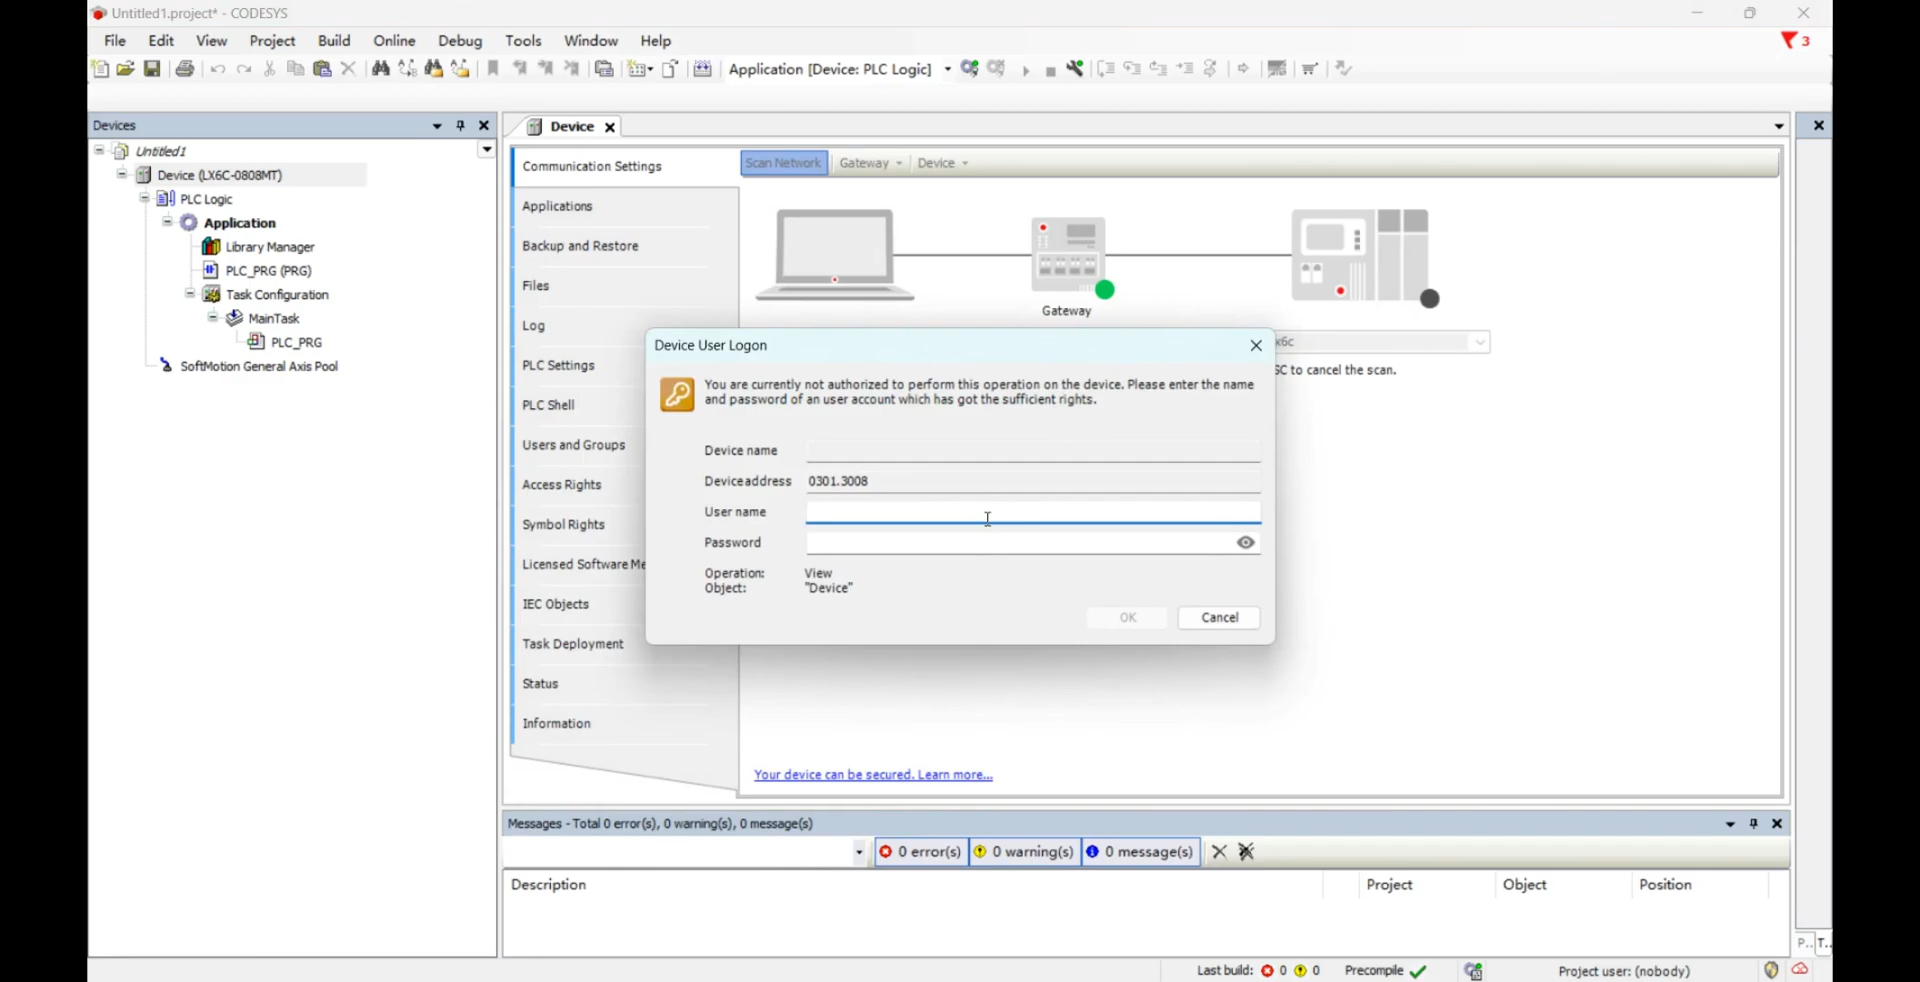 Untitled1.project* - CODESYS
File Edit View Project Build Online Debug Tools Window Help
3
Application [Device: PLC Logic]
Devices
Untitled1
Device (LX6C-0808MT)
PLC Logic
Application
Library Manager
PLC_PRG (PRG)
Task Configuration
MainTask
PLC_PRG
SoftMotion General Axis Pool
Device
Communication Settings
Applications
Backup and Restore
Files
Log
PLC Settings
PLC Shell
Users and Groups
Access Rights
Symbol Rights
Licensed Software Me
IEC Objects
Task Deployment
Status
Information
Scan Network Gateway Device
Gateway
x6c
SC to cancel the scan.
Device User Logon
You are currently not authorized to perform this operation on the device. Please enter the name
and password of an user account which has got the sufficient rights.
Device name
Device address 0301.3008
User name
Password
Operation: View
Object: "Device"
OK Cancel
Your device can be secured. Learn more...
Messages - Total 0 error(s), 0 warning(s), 0 message(s)
0 error(s) 0 warning(s) 0 message(s)
Description Project Object Position
P... T...
Last build: 0 0 Precompile Project user: (nobody)